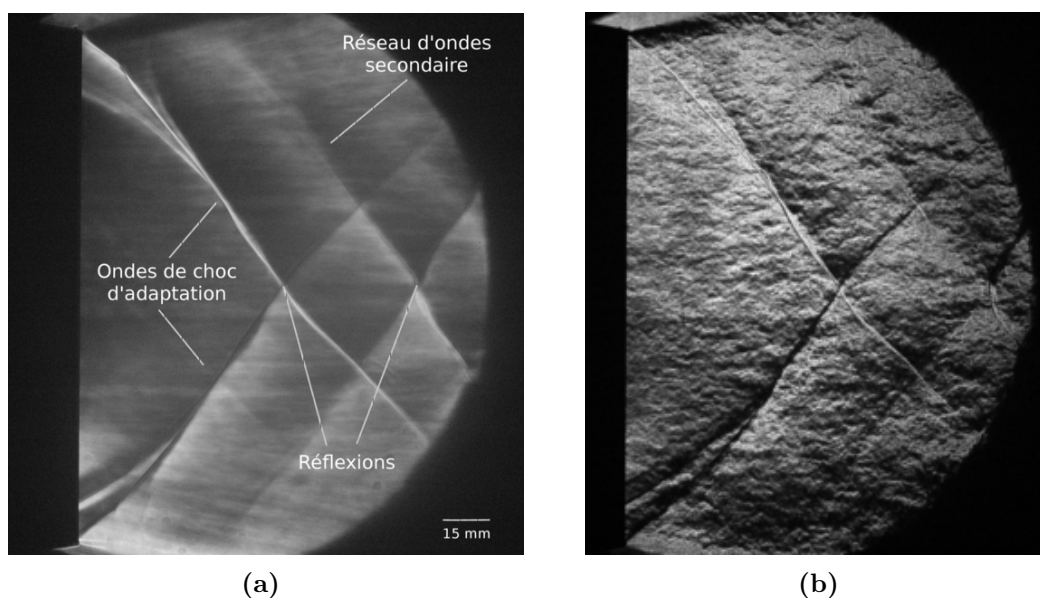 Réseau d'ondes
secondaire
Ondes de choc
d'adaptation
Réflexions
15 mm
(a)
(b)